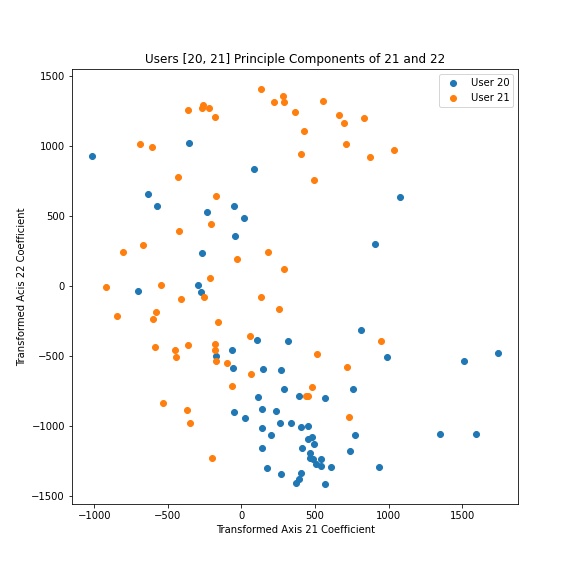 Users [20, 21] Principle Components of 21 and 22
User 20
User 21
1500
1000
500
0
−500
−1000
−1500
Transformed Acis 22 Coefficient
−1000
−500
0
500
1000
1500
Transformed Axis 21 Coefficient